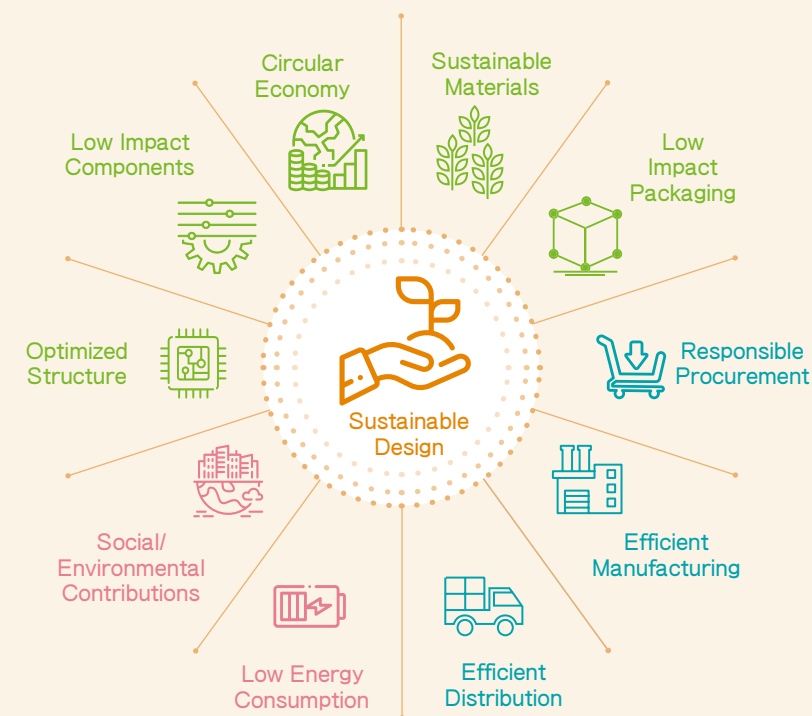 Circular
Economy
Sustainable
Materials
Low Impact
Components
Low
Impact
Packaging
Optimized
Structure
Responsible
Procurement
Sustainable
Design
Social/
Environmental
Contributions
Efficient
Manufacturing
Low Energy
Consumption
Efficient
Distribution